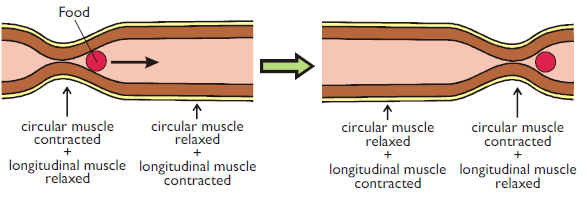 Food
circular muscle
contracted
+
longitudinal muscle
relaxed
circular muscle
relaxed
+
longitudinal muscle
contracted
circular muscle
relaxed
+
longitudinal muscle
contracted
circular muscle
contracted
+
longitudinal muscle
relaxed